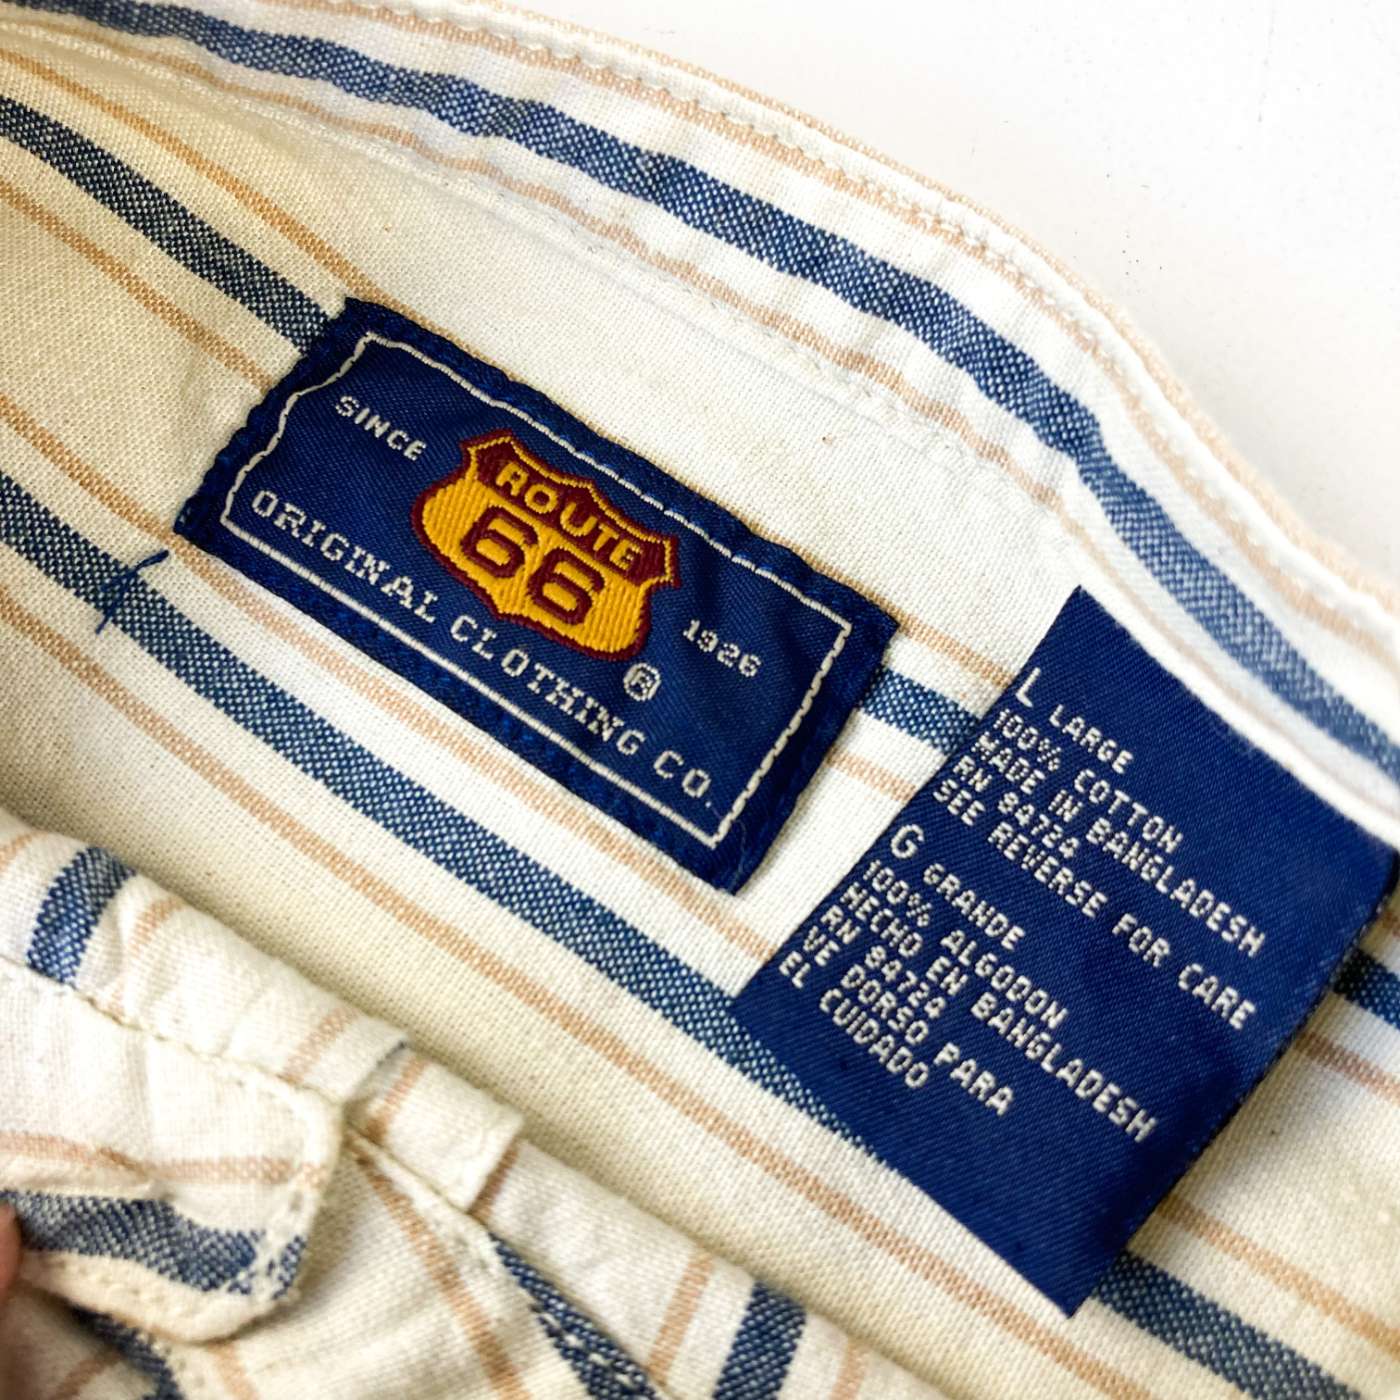 SINCE
ROUTE
66
1926
®
ORIGINAL CLOTHING CO.
L LARGE
100% COTTON
MADE IN BANGLADESH
RN 84724
SEE REVERSE FOR CARE
G GRANDE
100% ALGODON
HECHO EN BANGLADESH
RN 84724
VE DORSO PARA
EL CUIDADO